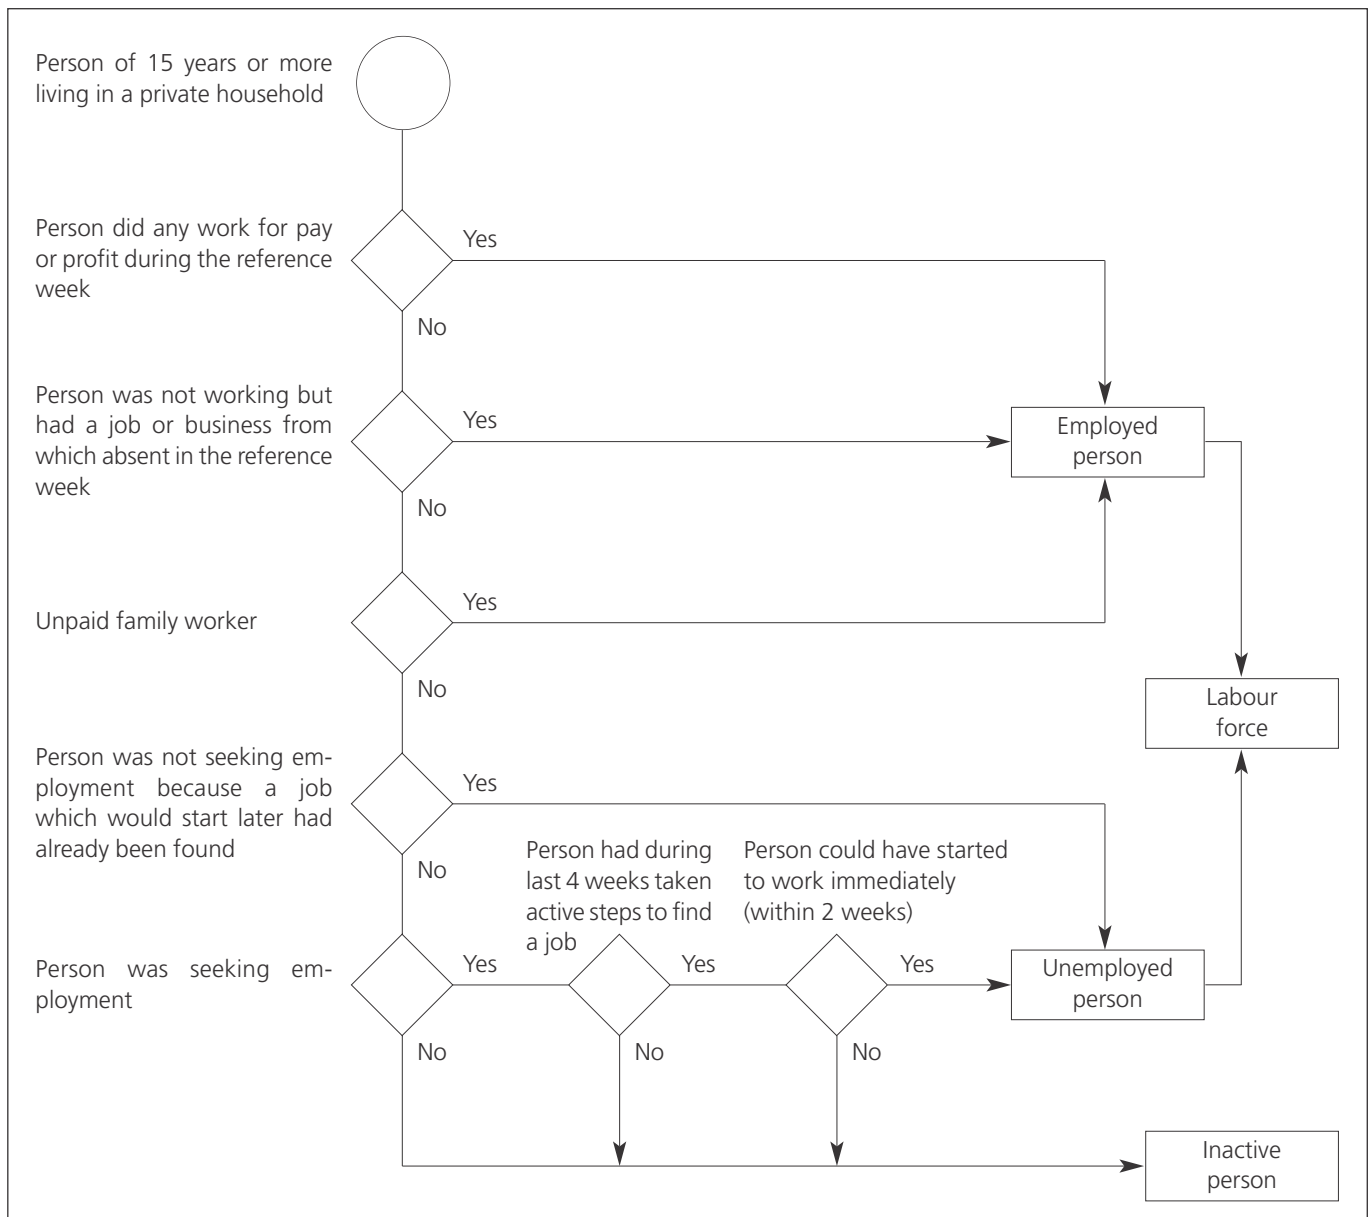 Person of 15 years or more
living in a private household
Person did any work for pay
or profit during the reference
week
Yes
No
Person was not working but
had a job or business from
which absent in the reference
week
Yes
No
Employed
person
Unpaid family worker
Yes
No
Labour
force
Person was not seeking em-
ployment because a job
which would start later had
already been found
Yes
No
Person had during
last 4 weeks taken
active steps to find
a job
Person could have started
to work immediately
(within 2 weeks)
Person was seeking em-
ployment
Yes
Yes
Yes
Unemployed
person
No
No
No
Inactive
person